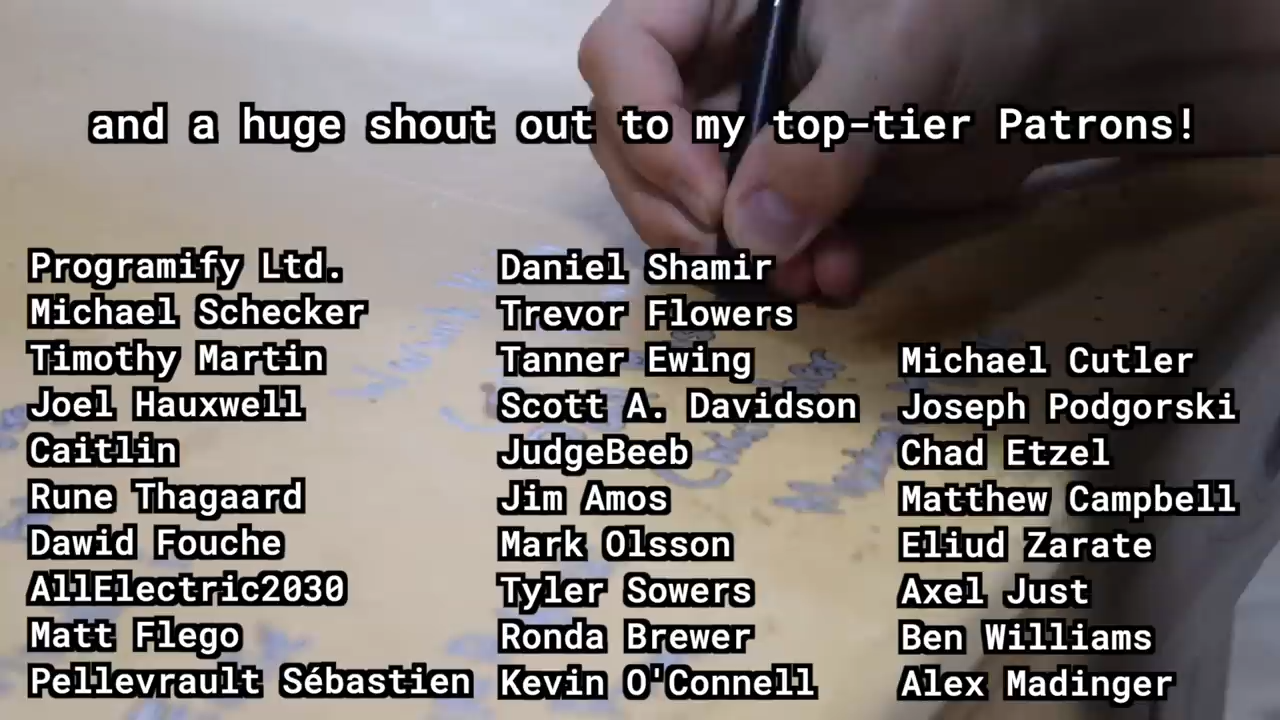 and a huge shout out to my top-tier Patrons!
Programify Ltd.
Michael Schecker
Timothy Martin
Joel Hauxwell
Caitlin
Rune Thagaard
Dawid Fouche
AllElectric2030
Matt Flego
Pellevrault Sébastien
Daniel Shamir
Trevor Flowers
Tanner Ewing
Scott A. Davidson
JudgeBeeb
Jim Amos
Mark Olsson
Tyler Sowers
Ronda Brewer
Kevin O'Connell
Michael Cutler
Joseph Podgorski
Chad Etzel
Matthew Campbell
Eliud Zarate
Axel Just
Ben Williams
Alex Madinger